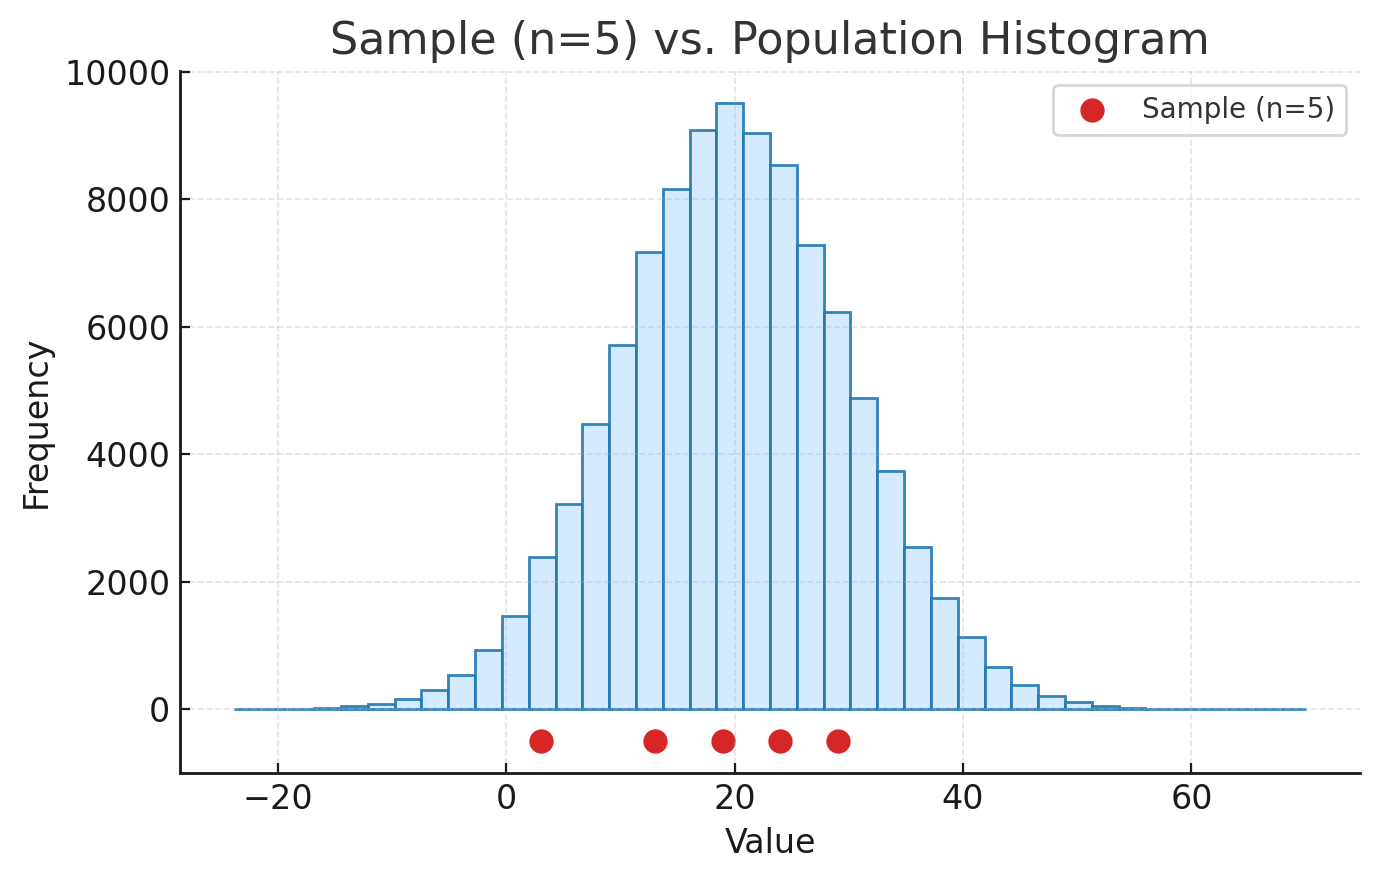 Sample (n=5) vs. Population Histogram
Sample (n=5)
Frequency
10000
8000
6000
4000
2000
0
−20 0 20 40 60
Value